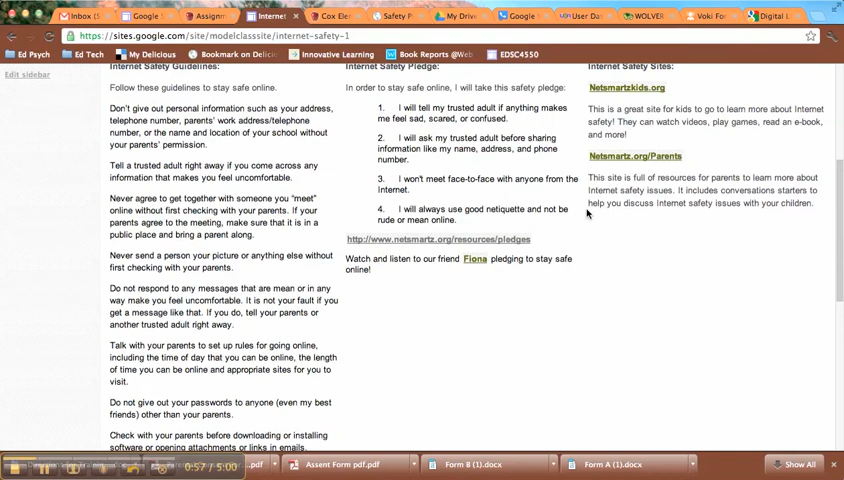 Inbox (5
Google
Assignm
Internet
Cox Eler
Safety P
My Driv
Google
User Da
WOLVER
Voki For
Digital L
https://sites.google.com/site/modelclasssite/internet-safety-1
Ed Psych
Ed Tech
My Delicious
Bookmark on Delicio
Innovative Learning
Book Reports @Web
EDSC4550
Edit sidebar
Internet Safety Guidelines:
Follow these guidelines to stay safe online.
Don't give out personal information such as your address,
telephone number, parents' work address/telephone
number, or the name and location of your school without
your parents' permission.
Tell a trusted adult right away if you come across any
information that makes you feel uncomfortable.
Never agree to get together with someone you "meet"
online without first checking with your parents. If your
parents agree to the meeting, make sure that it is in a
public place and bring a parent along.
Never send a person your picture or anything else without
first checking with your parents.
Do not respond to any messages that are mean or in any
way make you feel uncomfortable. It is not your fault if you
get a message like that. If you do, tell your parents or
another trusted adult right away.
Talk with your parents to set up rules for going online,
including the time of day that you can be online, the length
of time you can be online and appropriate sites for you to
visit.
Do not give out your passwords to anyone (even my best
friends) other than your parents.
Check with your parents before downloading or installing
software or opening attachments or links in emails.
Internet Safety Pledge:
In order to stay safe online, I will take this safety pledge:
1. I will tell my trusted adult if anything makes
me feel sad, scared, or confused.
2. I will ask my trusted adult before sharing
information like my name, address, and phone
number.
3. I won't meet face-to-face with anyone from the
Internet.
4. I will always use good netiquette and not be
rude or mean online.
http://www.netsmartz.org/resources/pledges
Watch and listen to our friend Fiona pledging to stay safe
online!
Internet Safety Sites:
Netsmartzkids.org
This is a great site for kids to go to learn more about Internet
safety! They can watch videos, play games, read an e-book,
and more!
Netsmartz.org/Parents
This site is full of resources for parents to learn more about
Internet safety issues. It includes conversations starters to
help you discuss Internet safety issues with your children.
0:57 / 5:00
.pdf
Assent Form pdf.pdf
Form B (1).docx
Form A (1).docx
Show All